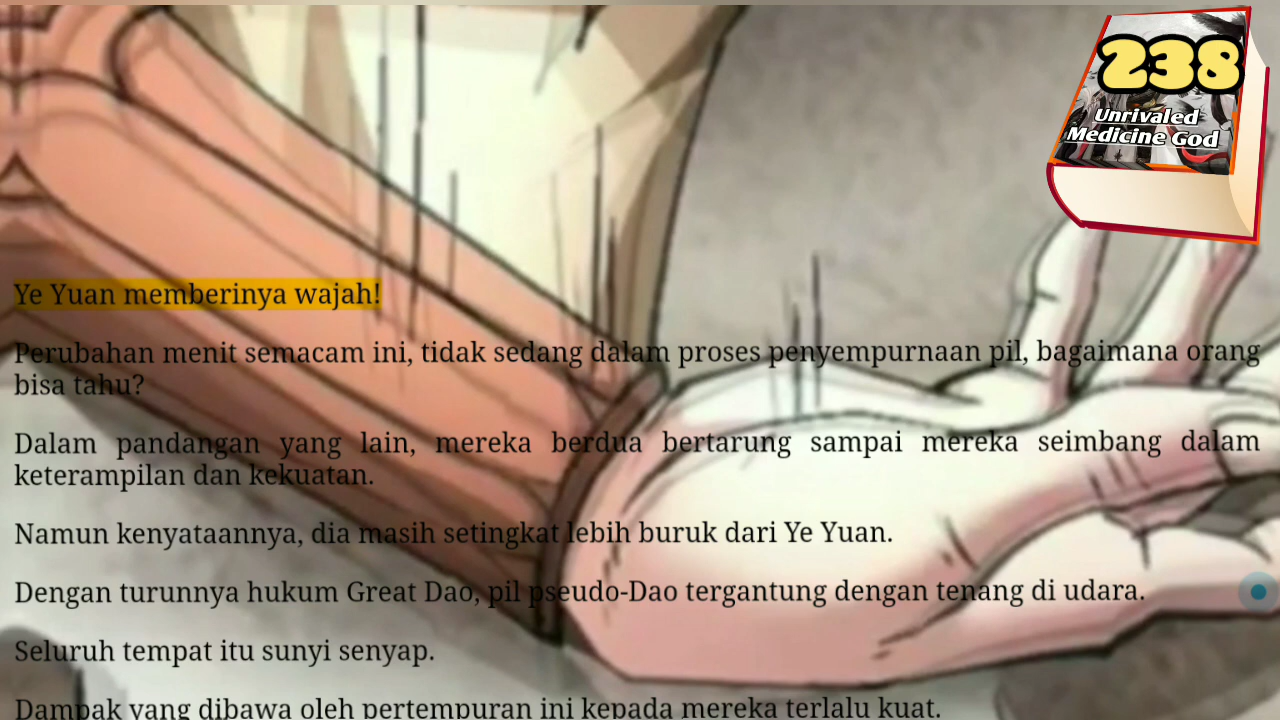 238
Unrivaled
Medicine God
Ye Yuan memberinya wajah!
Perubahan menit semacam ini, tidak sedang dalam proses penyempurnaan pil, bagaimana orang
bisa tahu?
Dalam pandangan yang lain, mereka berdua bertarung sampai mereka seimbang dalam
keterampilan dan kekuatan.
Namun kenyataannya, dia masih setingkat lebih buruk dari Ye Yuan.
Dengan turunnya hukum Great Dao, pil pseudo-Dao tergantung dengan tenang di udara.
Seluruh tempat itu sunyi senyap.
Dampak yang dibawa oleh pertempuran ini kepada mereka terlalu kuat.